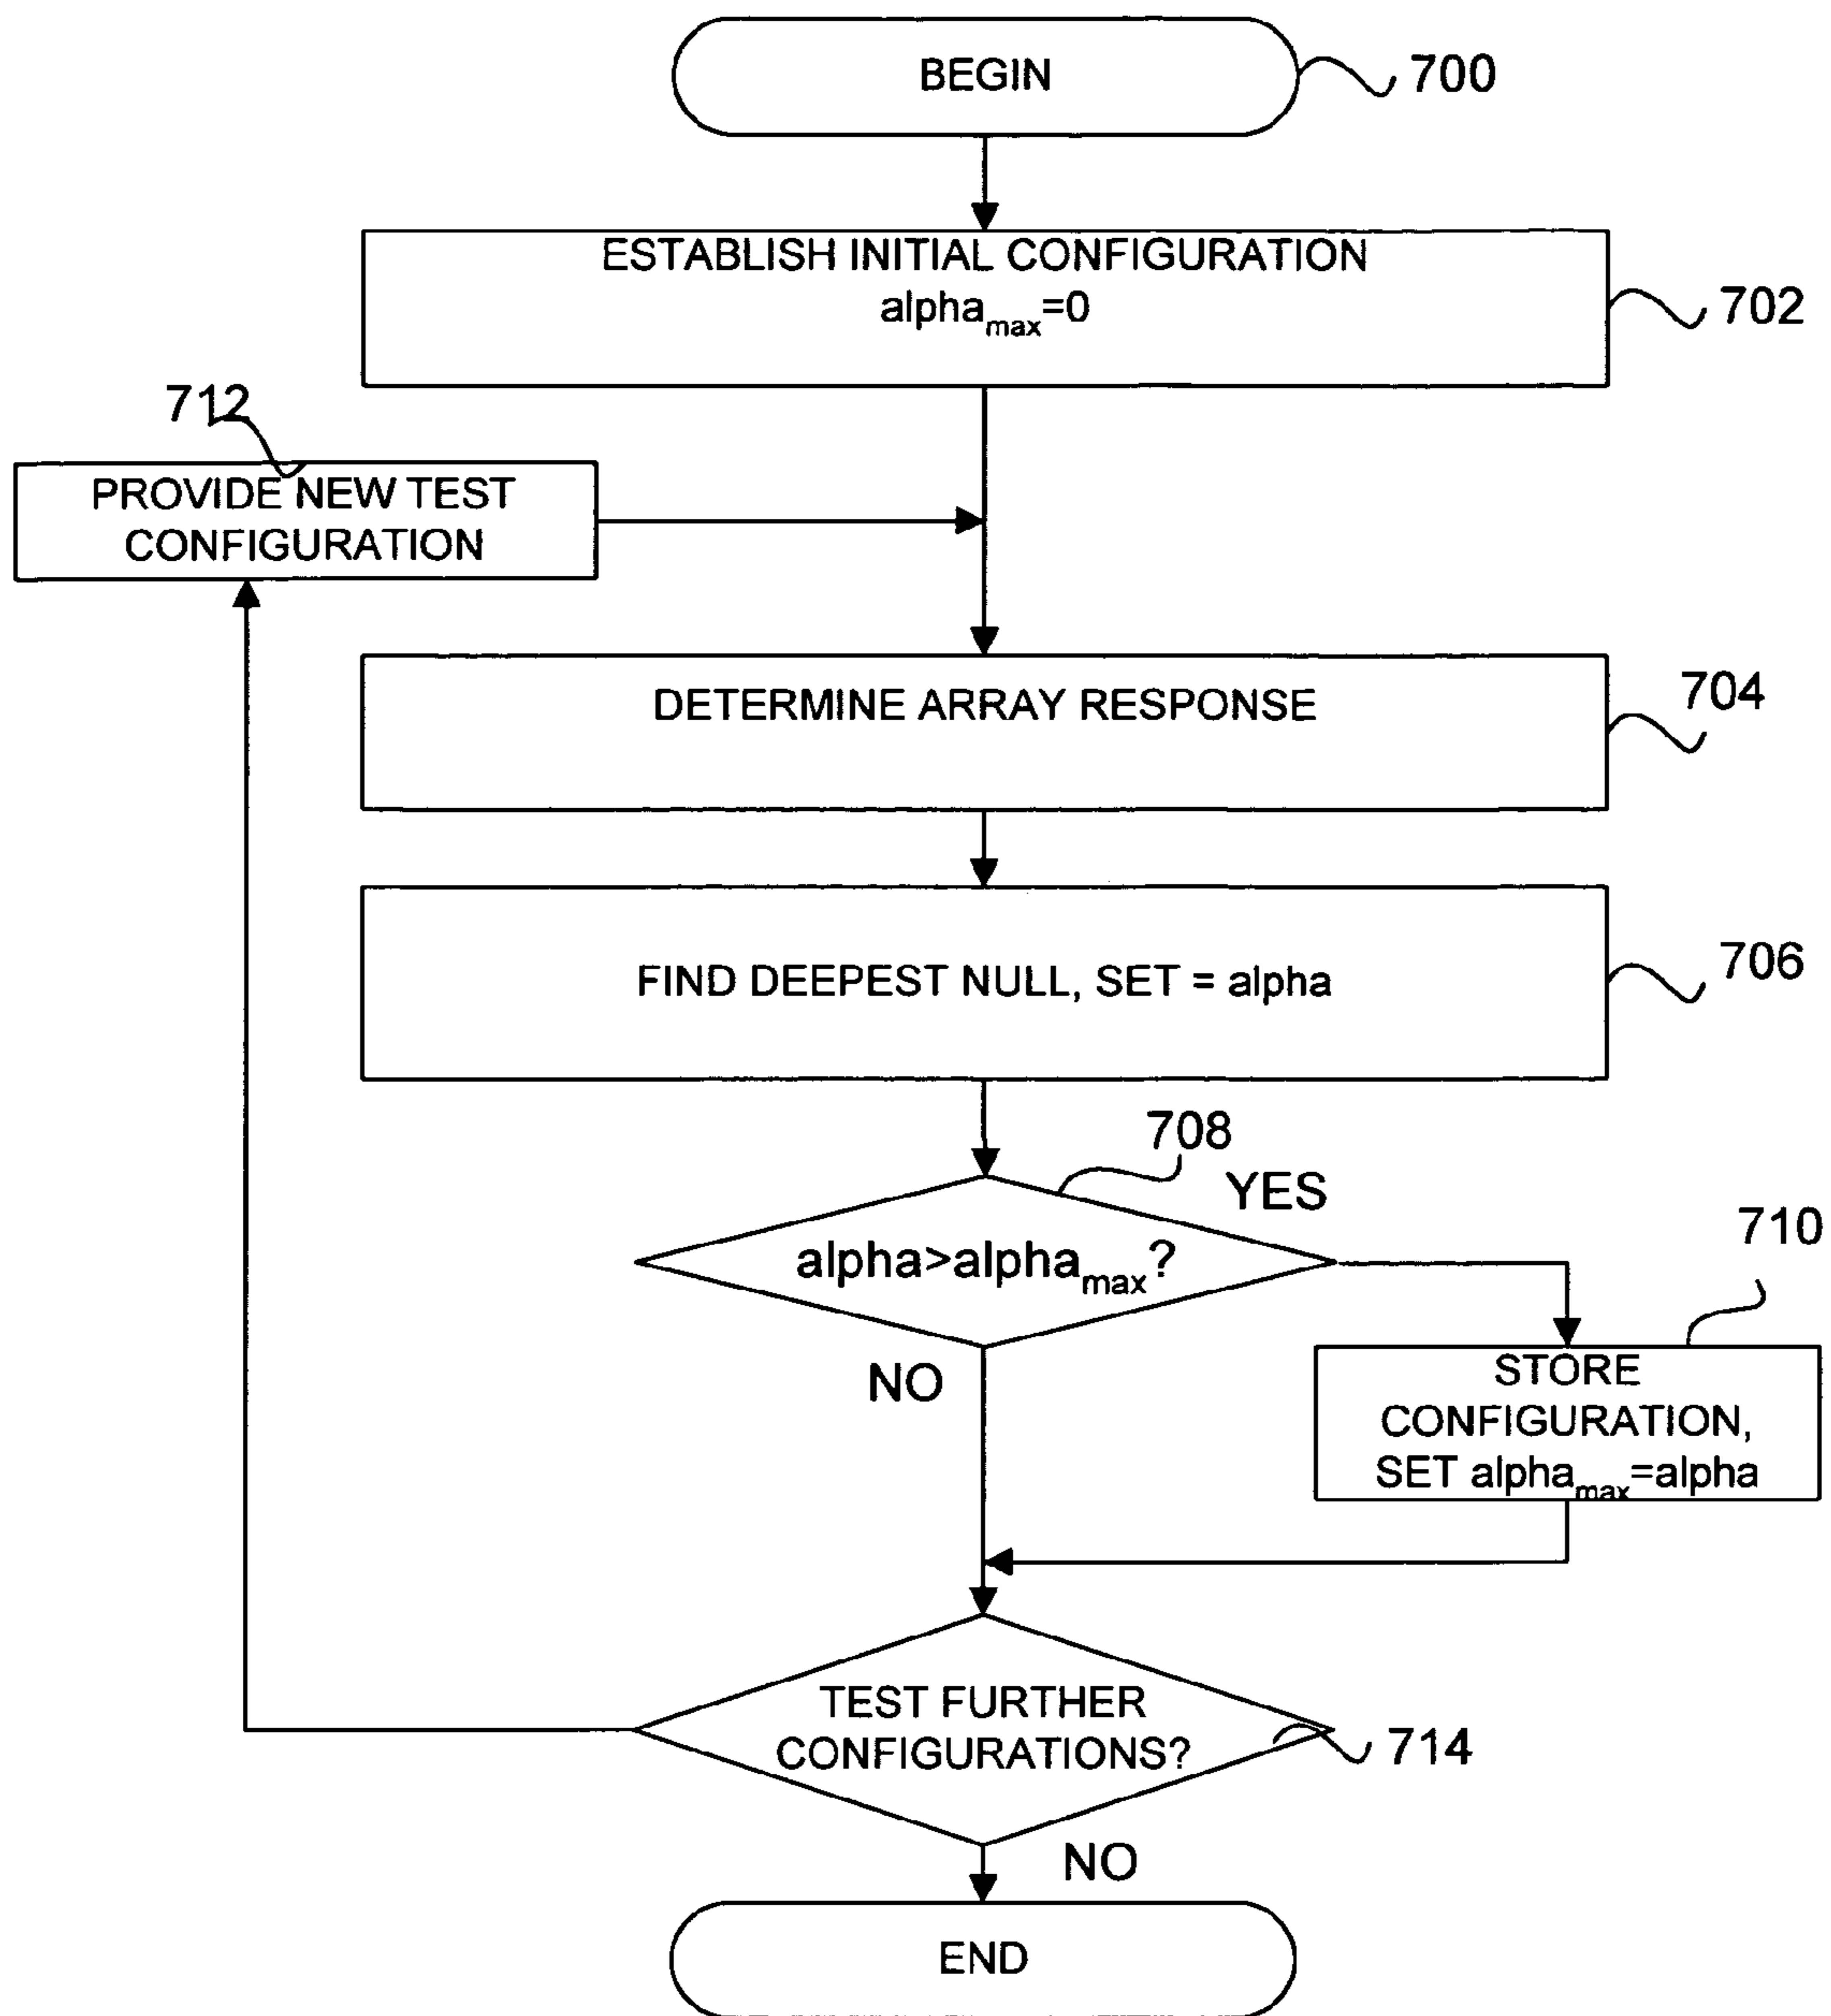 BEGIN
700
ESTABLISH INITIAL CONFIGURATION
alphamax=0
702
712
PROVIDE NEW TEST
CONFIGURATION
DETERMINE ARRAY RESPONSE
704
FIND DEEPEST NULL, SET = alpha
706
708
YES
alpha>alphamax?
710
NO
STORE
CONFIGURATION,
SET alphamax=alpha
TEST FURTHER
CONFIGURATIONS?
714
NO
END